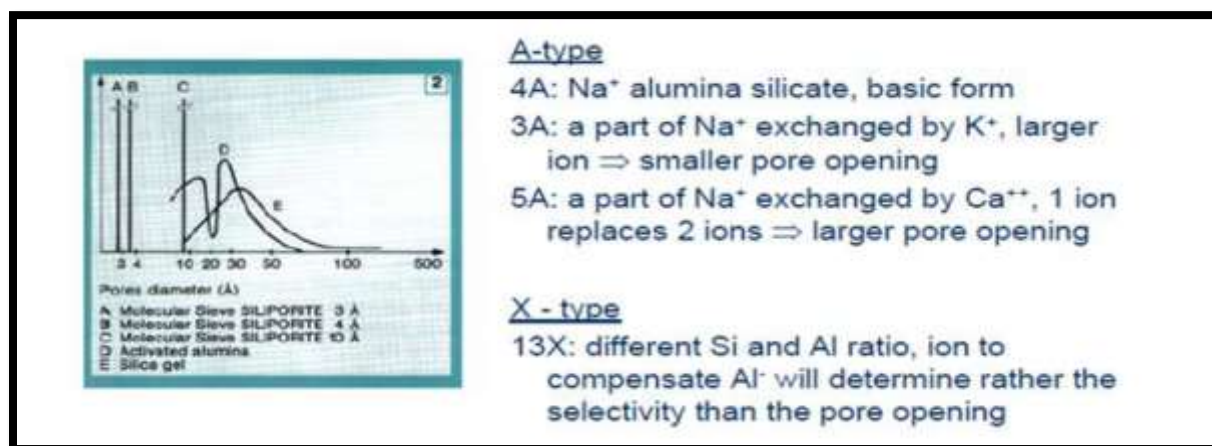 2
A B C
D
E
3 4 10 20 30 50 100 500
Pores diameter (Å)
A Molecular Sieve SILIPORITE 3 Å
B Molecular Sieve SILIPORITE 4 Å
C Molecular Sieve SILIPORITE 10 Å
D Activated alumina
E Silica gel
A-type
4A: Na⁺ alumina silicate, basic form
3A: a part of Na⁺ exchanged by K⁺, larger
ion ⇒ smaller pore opening
5A: a part of Na⁺ exchanged by Ca⁺⁺, 1 ion
replaces 2 ions ⇒ larger pore opening
X - type
13X: different Si and Al ratio, ion to
compensate Al⁻ will determine rather the
selectivity than the pore opening